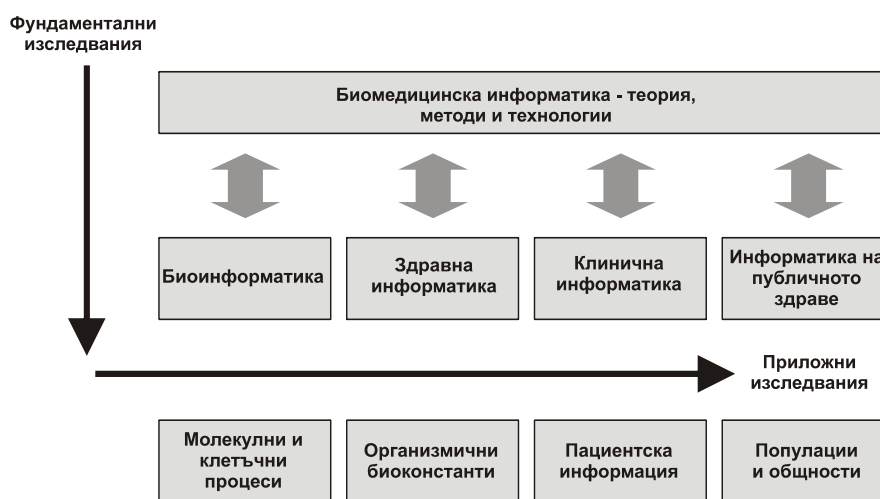 Фундаментални
изследвания
Биомедицинска информатика - теория,
методи и технологии
Биоинформатика
Здравна
информатика
Клинична
информатика
Информатика на
публичното
здраве
Приложни
изследвания
Молекулни и
клетъчни
процеси
Организмични
биоконстанти
Пациентска
информация
Популации
и общности